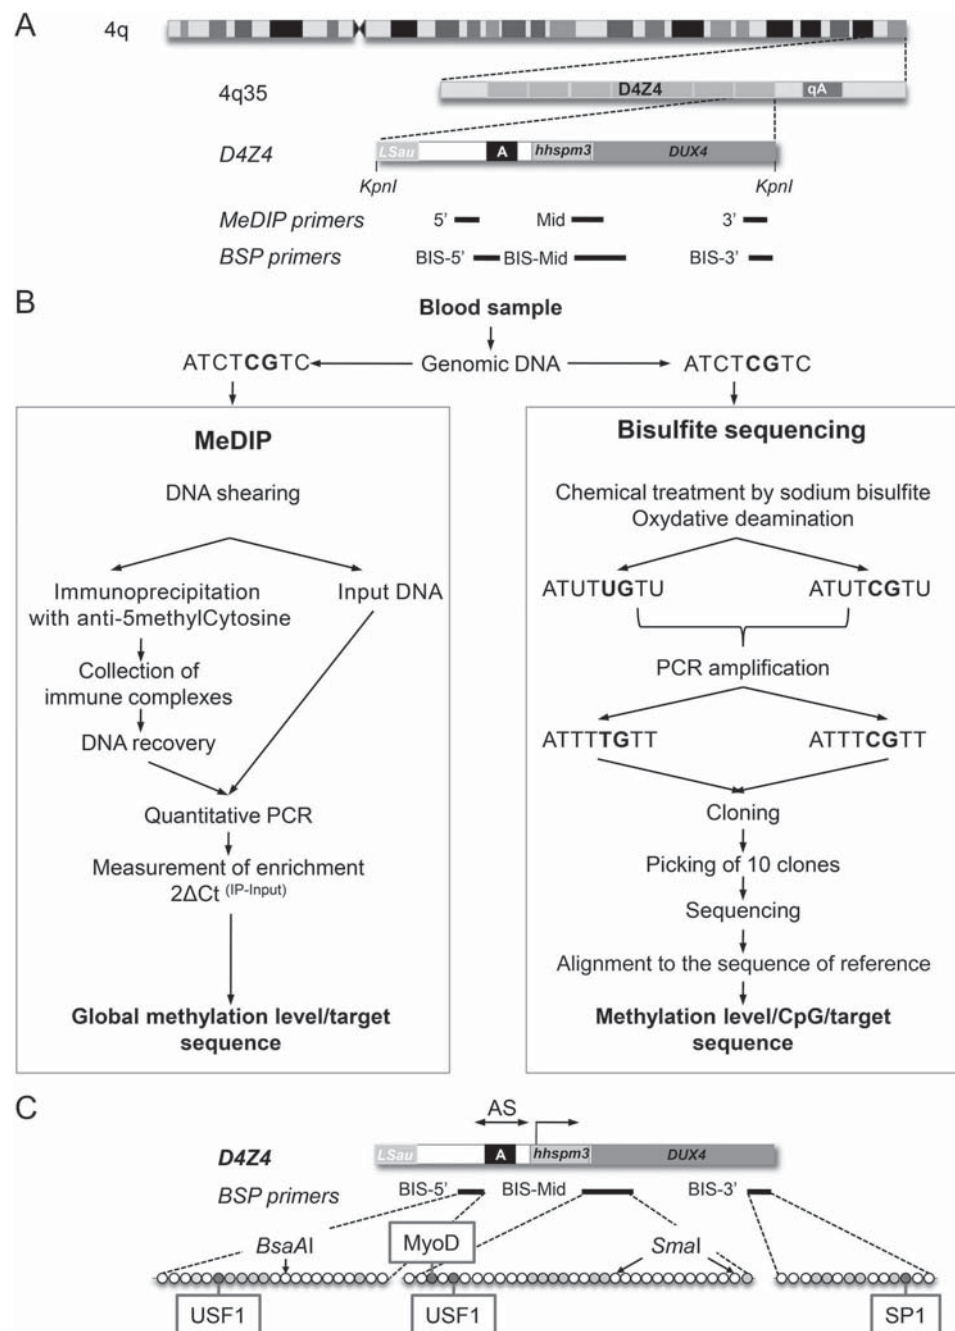 A
4q
4q35
D4Z4
qA
D4Z4
LSau
A
hhspm3
DUX4
KpnI
KpnI
MeDIP primers
5'
Mid
3'
BSP primers
BIS-5'
BIS-Mid
BIS-3'
B
Blood sample
ATCTCGTC
Genomic DNA
ATCTCGTC
MeDIP
DNA shearing
Immunoprecipitation
with anti-5methylCytosine
Input DNA
Collection of
immune complexes
DNA recovery
Quantitative PCR
Measurement of enrichment
2ΔCt (IP-Input)
Global methylation level/target
sequence
Bisulfite sequencing
Chemical treatment by sodium bisulfite
Oxydative deamination
ATUTUGTU
ATUTCGTU
PCR amplification
ATTTTGTT
ATTTCGTT
Cloning
Picking of 10 clones
Sequencing
Alignment to the sequence of reference
Methylation level/CpG/target
sequence
C
AS
D4Z4
LSau
A
hhspm3
DUX4
BSP primers
BIS-5'
BIS-Mid
BIS-3'
BsaAI
MyoD
SmaI
USF1
USF1
SP1